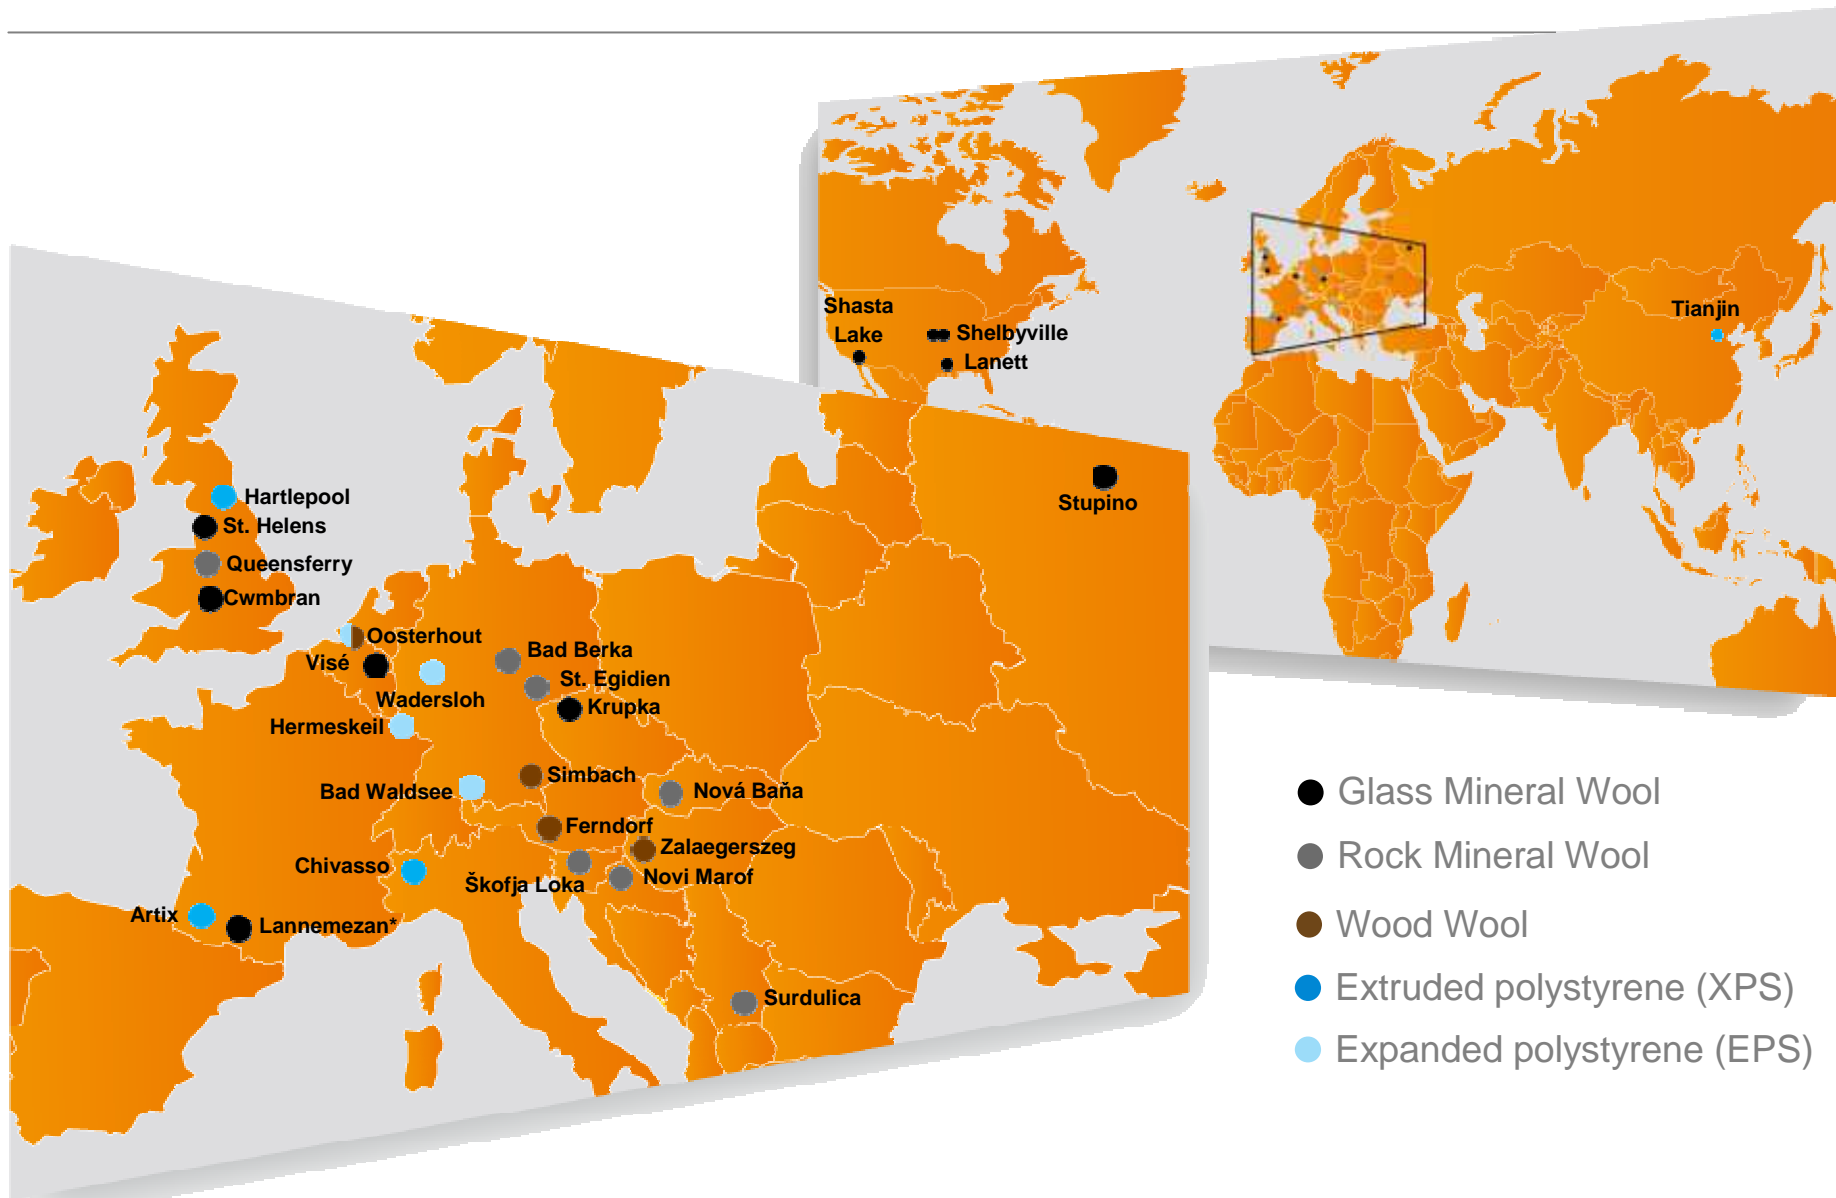 Shasta
Lake
Shelbyville
Lanett
Tianjin
Stupino
Hartlepool
St. Helens
Queensferry
Cwmbran
Oosterhout
Visé
Wadersloh
Hermeskeil
Bad Berka
St. Egidien
Krupka
Bad Waldsee
Simbach
Nová Baňa
Ferndorf
Zalaegerszeg
Chivasso
Škofja Loka
Novi Marof
Artix
Lannemezan*
Surdulica
Glass Mineral Wool
Rock Mineral Wool
Wood Wool
Extruded polystyrene (XPS)
Expanded polystyrene (EPS)